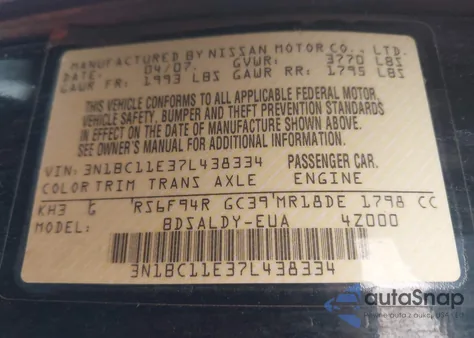 MANUFACTURED BY NISSAN MOTOR CO., LTD.
DATE: 04/07 GVWR: 3770 LBS
GAWR FR: 1993 LBS GAWR RR: 1795 LBS
THIS VEHICLE CONFORMS TO ALL APPLICABLE FEDERAL MOTOR
VEHICLE SAFETY, BUMPER AND THEFT PREVENTION STANDARDS
IN EFFECT ON THE DATE OF MANUFACTURE SHOWN ABOVE.
SEE OWNER'S MANUAL FOR ADDITIONAL INFORMATION.
VIN: 3N1BC11E37L438334 PASSENGER CAR.
COLOR TRIM TRANS AXLE ENGINE
KH3 G RS6F94R GC39 MR18DE 1798 CC
MODEL: BDSALDY-EUA 4Z000
3N1BC11E37L438334
autoSnap